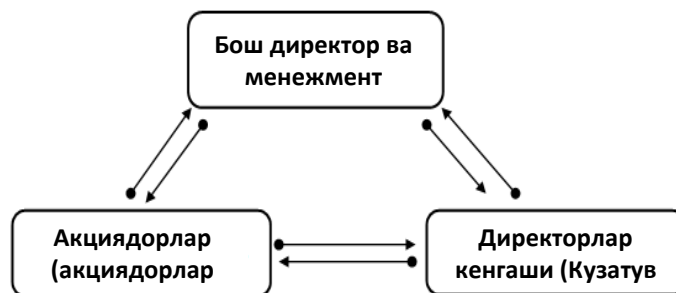 Бош директор ва
менежмент
Акциядорлар
(акциядорлар
Директорлар
кенгаши (Кузатув